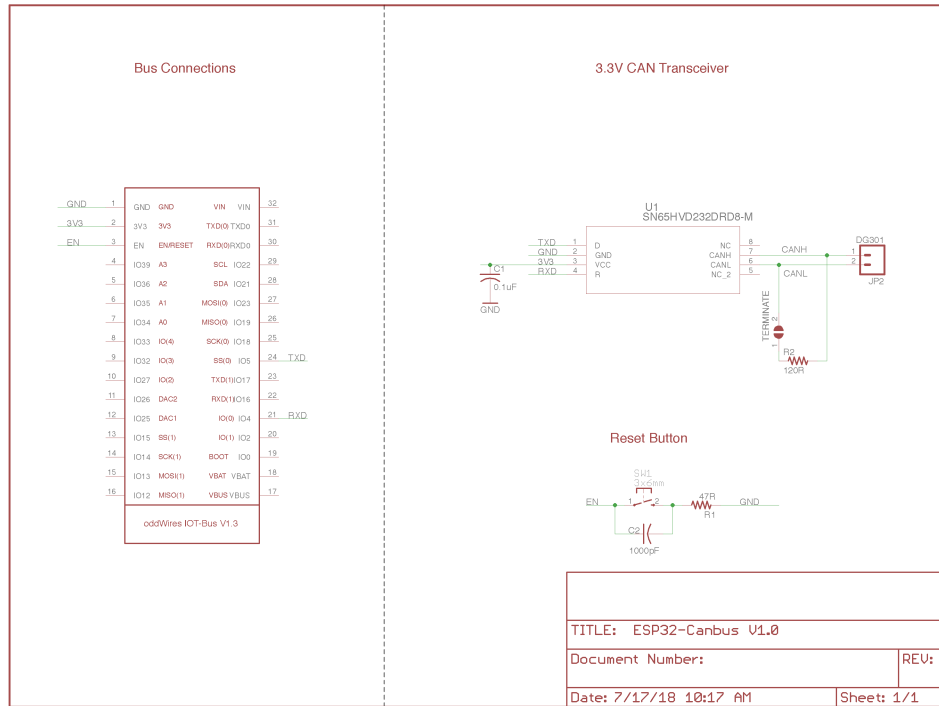 Bus Connections
3.3V CAN Transceiver
GND 1 GND GND VIN VIN 32
3V3 2 3V3 3V3 TXD(0) TXD0 31
EN 3 EN EN/RESET RXD(0) RXD0 30
4 IO39 A3 SCL IO22 29
5 IO36 A2 SDA IO21 28
6 IO35 A1 MOSI(0) IO23 27
7 IO34 A0 MISO(0) IO19 26
8 IO33 IO(4) SCK(0) IO18 25
9 IO32 IO(3) SS(0) IO5 24 TXD
10 IO27 IO(2) TXD(1) IO17 23
11 IO26 DAC2 RXD(1) IO16 22
12 IO25 DAC1 IO(0) IO4 21 RXD
13 IO15 SS(1) IO(1) IO2 20
14 IO14 SCK(1) BOOT IO0 19
15 IO13 MOSI(1) VBAT VBAT 18
16 IO12 MISO(1) VBUS VBUS 17
oddWires IOT-Bus V1.3
U1
SN65HVD232DRD8-M
TXD 1 D NC 8
GND 2 GND CANH 7 CANH
3V3 3 VCC CANL 6 CANL
RXD 4 R NC_2 5
C1
0.1uF
GND
DG301
1
2
JP2
TERMINATE
2
1
R2
120R
Reset Button
SW1
3x6mm
EN 1 2 47R GND
R1
C2
1000pF
TITLE: ESP32-Canbus V1.0
Document Number:
REV:
Date: 7/17/18 10:17 AM
Sheet: 1/1